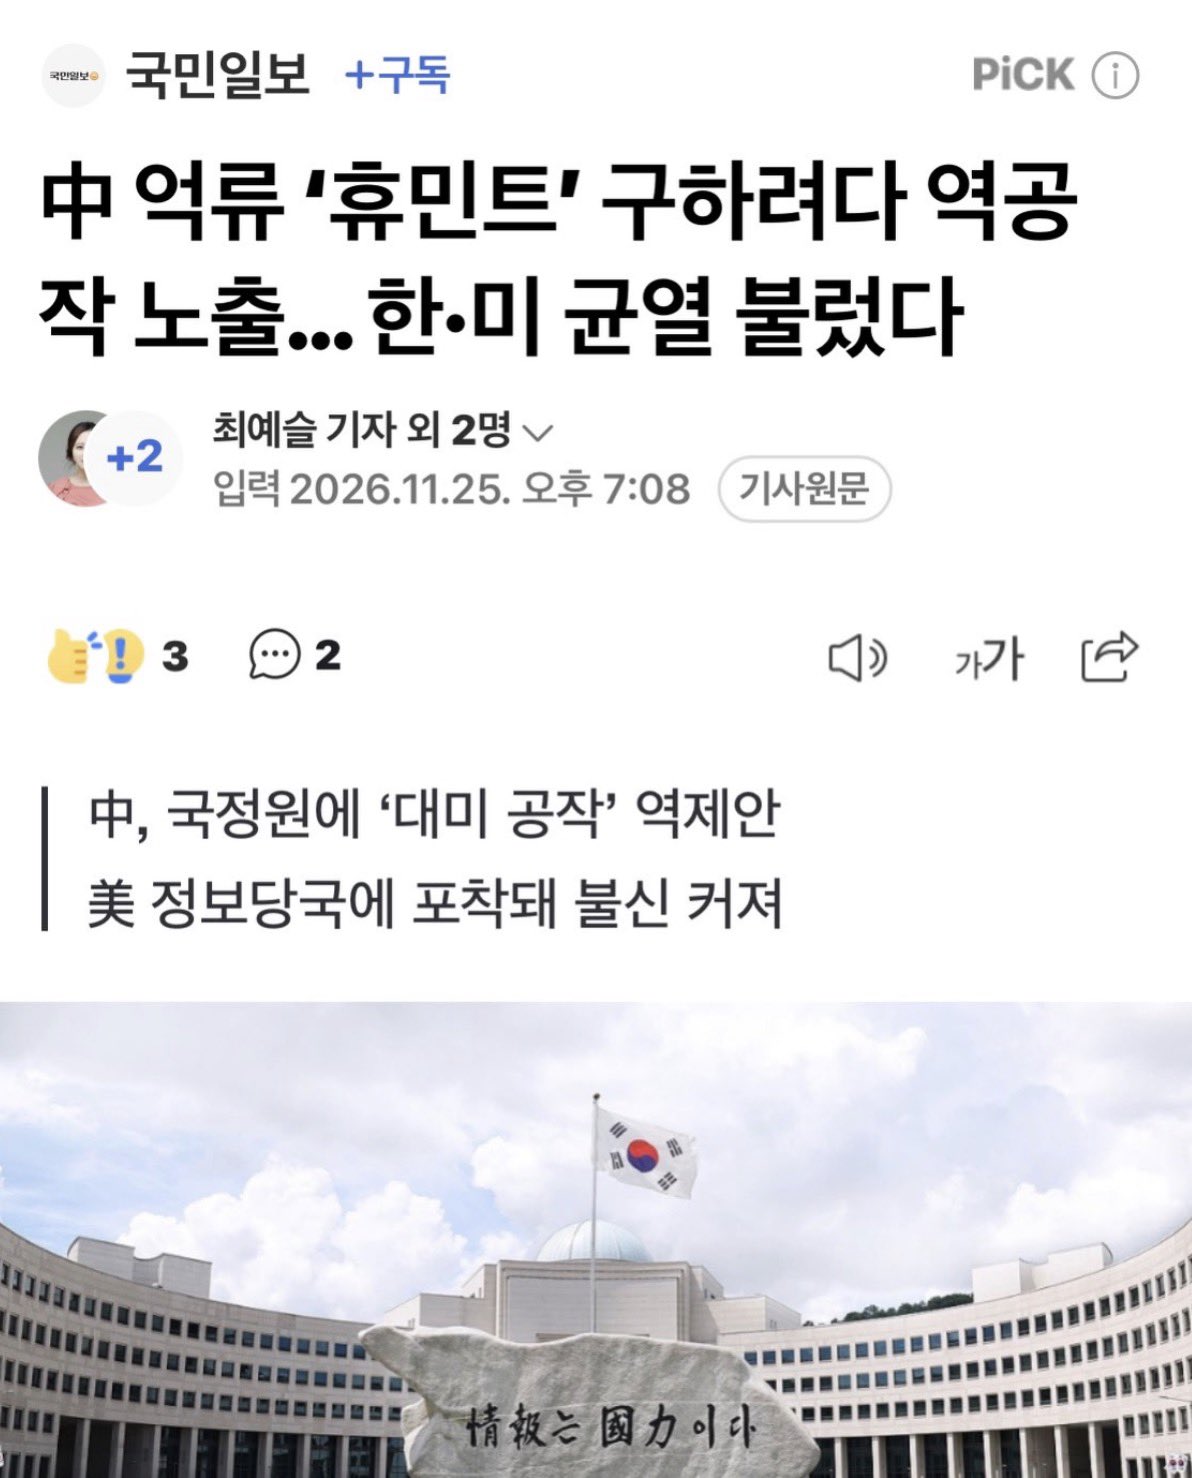 국민일보
국민일보 +구독
PiCK
中 억류 ‘휴민트’ 구하려다 역공
작 노출… 한·미 균열 불렀다
+2
최예슬 기자 외 2명
입력 2026.11.25. 오후 7:08
기사원문
3
2
가가
中, 국정원에 ‘대미 공작’ 역제안
美 정보당국에 포착돼 불신 커져
情報는 國力이다